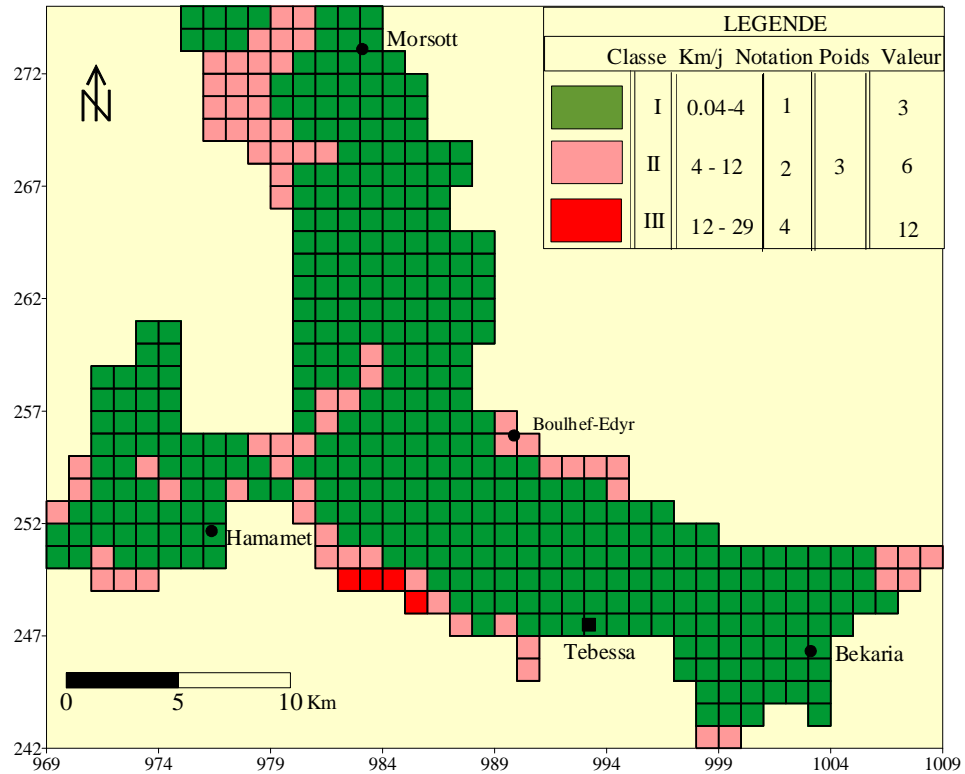 LEGENDE
Classe Km/j Notation Poids Valeur
I 0.04-4 1 3
II 4 - 12 2 3 6
III 12 - 29 4 12
N
Morsott
Boulhef-Edyr
Hamamet
Tebessa
Bekaria
272
267
262
257
252
247
242
0 5 10 Km
969 974 979 984 989 994 999 1004 1009